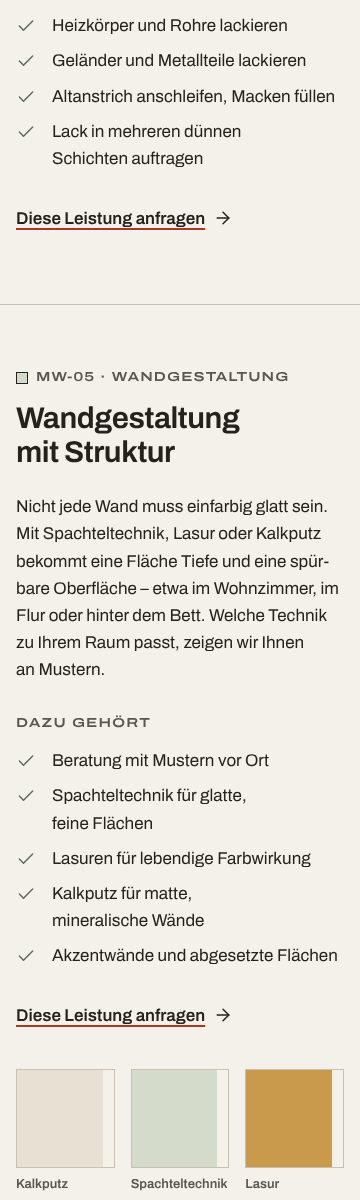 Heizkörper und Rohre lackieren
Geländer und Metallteile lackieren
Altanstrich anschleifen, Macken füllen
Lack in mehreren dünnen
Schichten auftragen
Diese Leistung anfragen →
MW-05 · WANDGESTALTUNG
Wandgestaltung
mit Struktur
Nicht jede Wand muss einfarbig glatt sein.
Mit Spachteltechnik, Lasur oder Kalkputz
bekommt eine Fläche Tiefe und eine spür-
bare Oberfläche – etwa im Wohnzimmer, im
Flur oder hinter dem Bett. Welche Technik
zu Ihrem Raum passt, zeigen wir Ihnen
an Mustern.
DAZU GEHÖRT
Beratung mit Mustern vor Ort
Spachteltechnik für glatte,
feine Flächen
Lasuren für lebendige Farbwirkung
Kalkputz für matte,
mineralische Wände
Akzentwände und abgesetzte Flächen
Diese Leistung anfragen →
Kalkputz
Spachteltechnik
Lasur